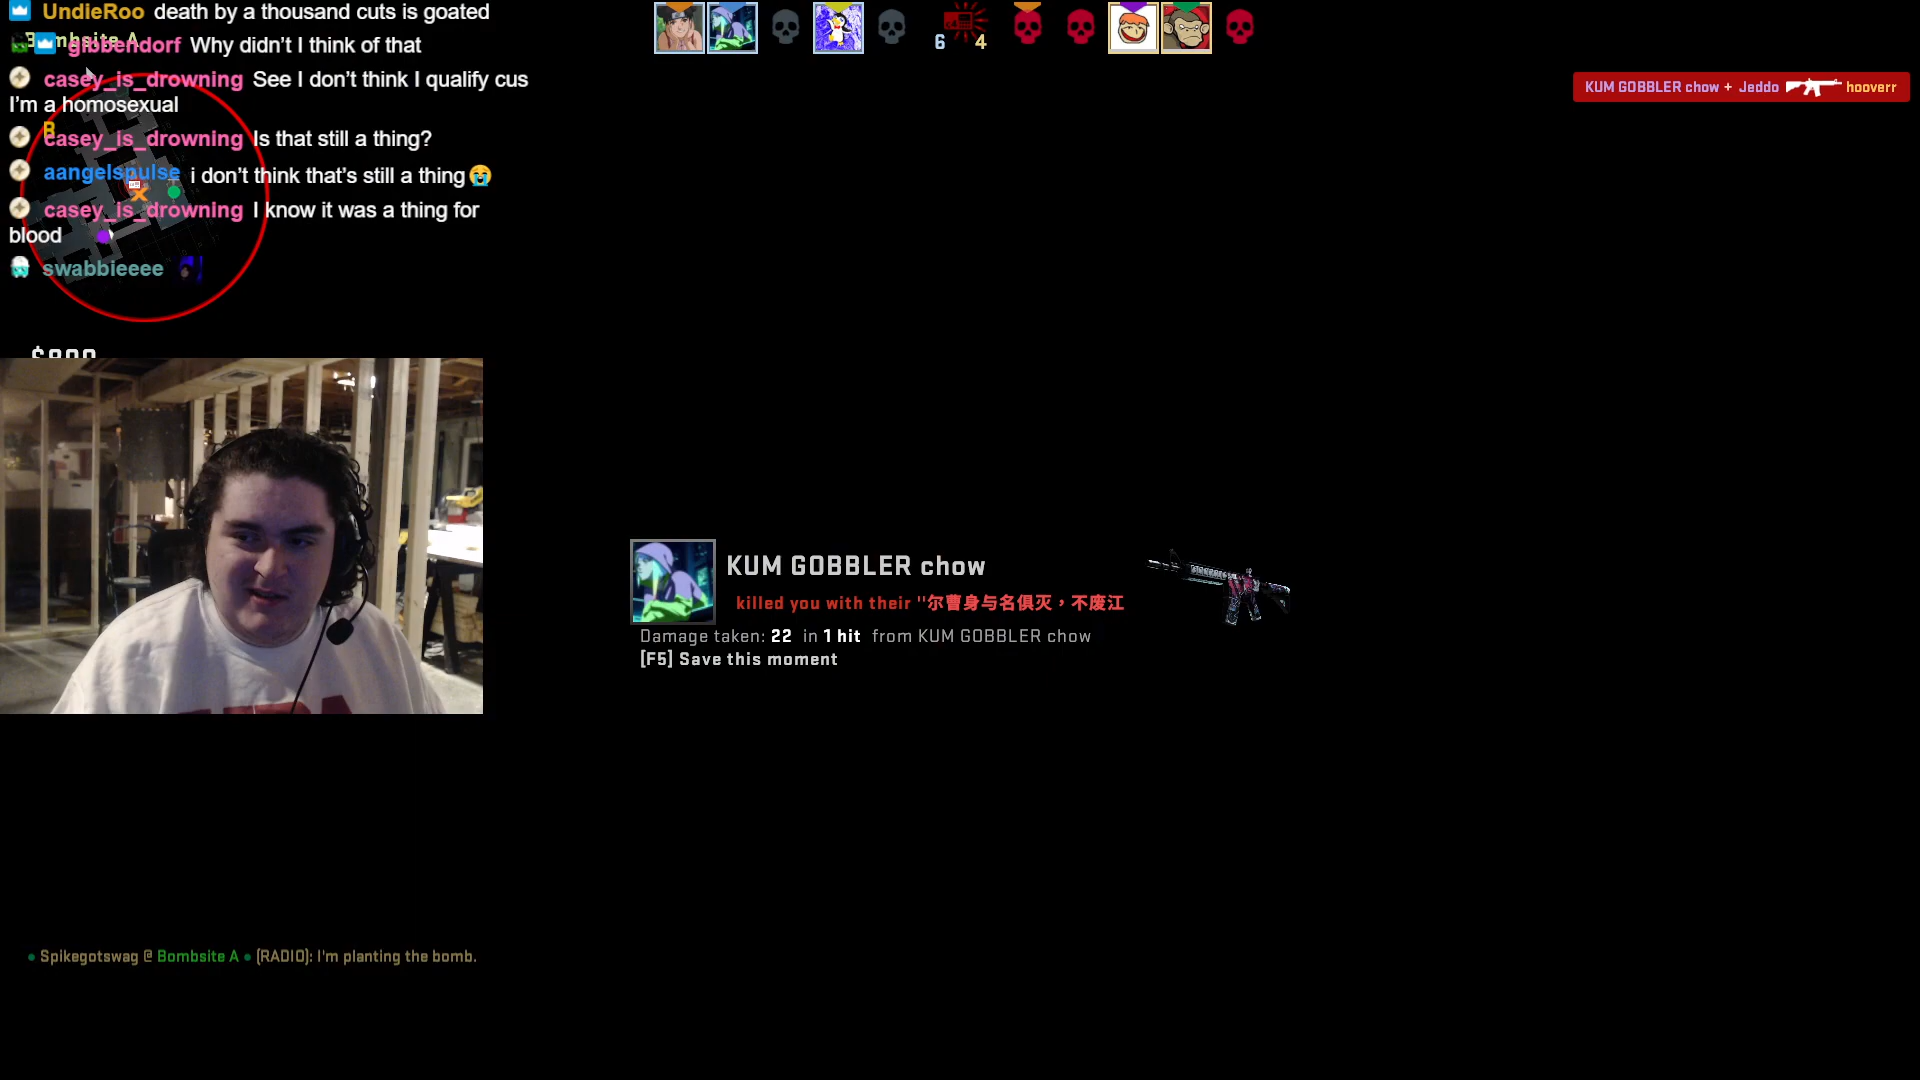 UndieRoo death by a thousand cuts is goated
Bombsite A
gibbendorf Why didn't I think of that
casey_is_drowning See I don't think I qualify cus
I'm a homosexual
B
casey_is_drowning Is that still a thing?
aangelspulse i don't think that's still a thing😭
casey_is_drowning I know it was a thing for
blood
swabbieeee
6 4
KUM GOBBLER chow + Jeddo hooverr
KUM GOBBLER chow
killed you with their "尔曹身与名俱灭，不废江
Damage taken: 22 in 1 hit from KUM GOBBLER chow
[F5] Save this moment
• Spikegotswag @ Bombsite A • (RADIO): I'm planting the bomb.